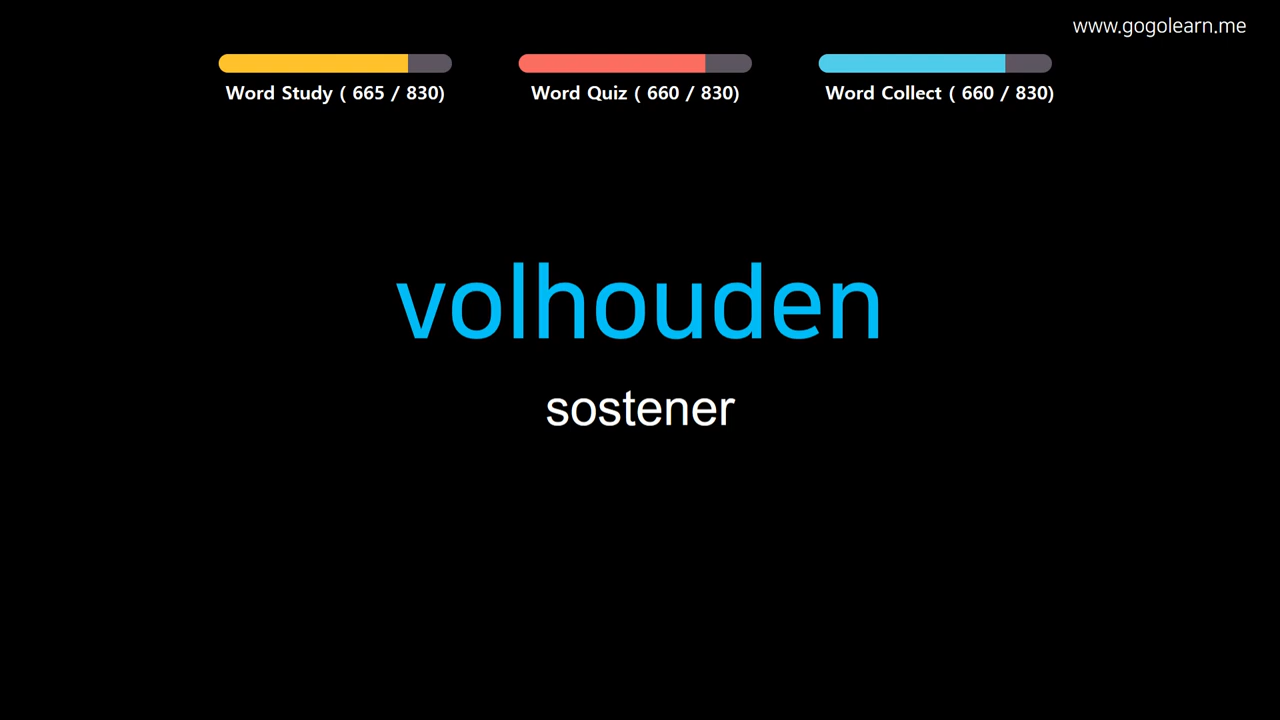 www.gogolearn.me
Word Study ( 665 / 830)
Word Quiz ( 660 / 830)
Word Collect ( 660 / 830)
volhouden
sostener